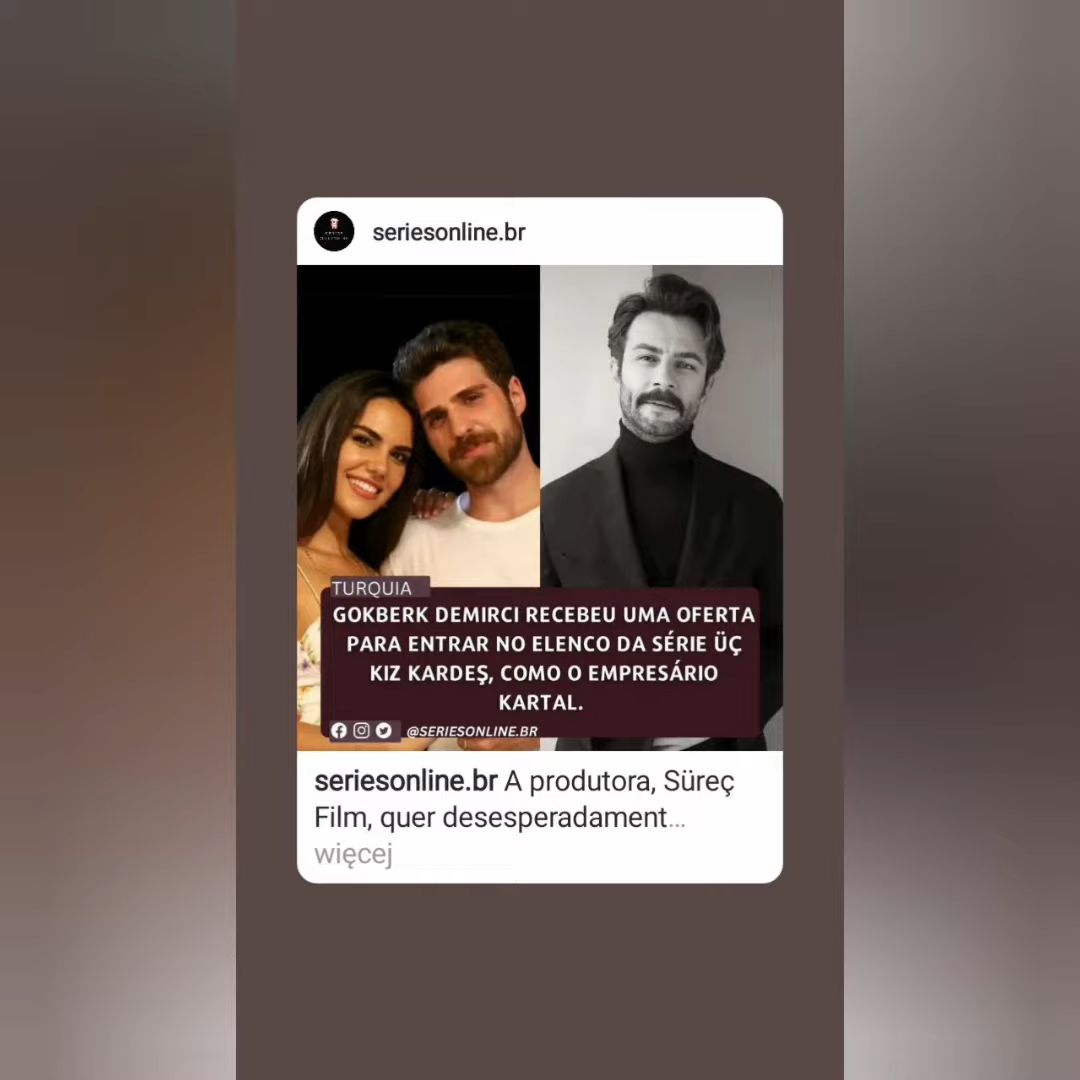 seriesonline.br
TURQUIA
GOKBERK DEMIRCI RECEBEU UMA OFERTA
PARA ENTRAR NO ELENCO DA SÉRIE ÜÇ
KIZ KARDEŞ, COMO O EMPRESÁRIO
KARTAL.
@SERIESONLINE.BR
seriesonline.br A produtora, Süreç
Film, quer desesperadament...
więcej